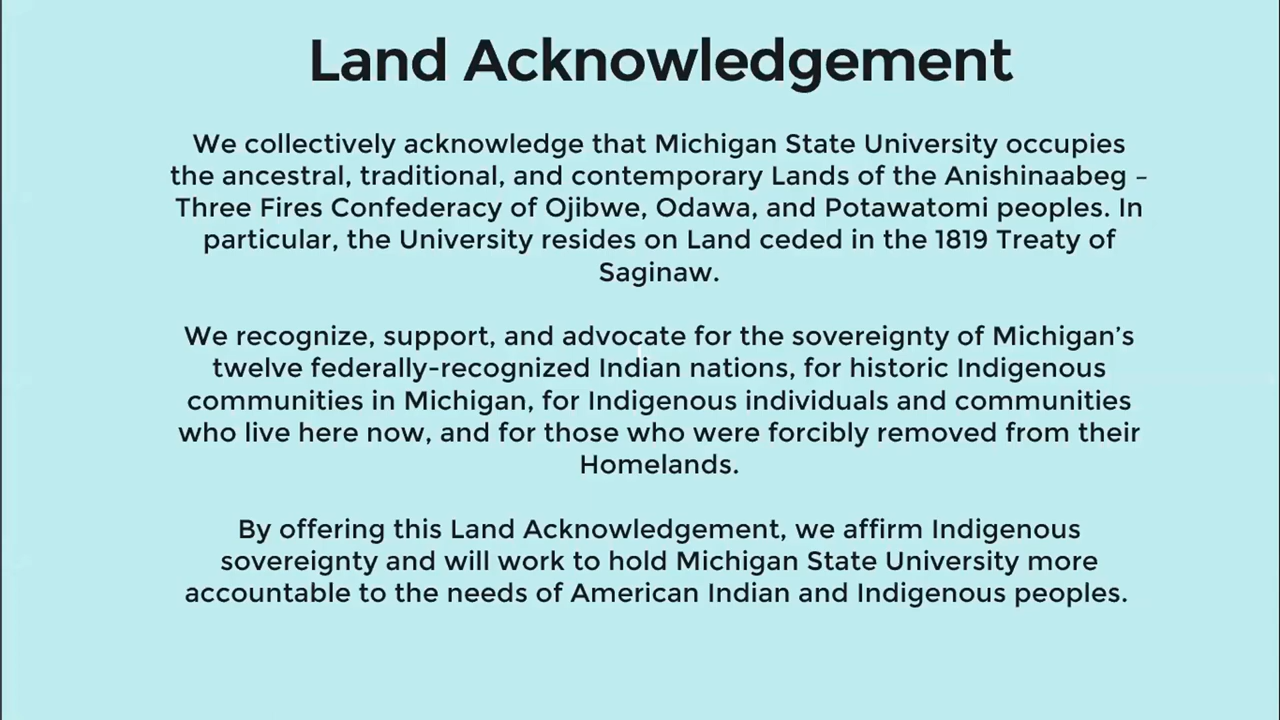 Land Acknowledgement
We collectively acknowledge that Michigan State University occupies
the ancestral, traditional, and contemporary Lands of the Anishinaabeg –
Three Fires Confederacy of Ojibwe, Odawa, and Potawatomi peoples. In
particular, the University resides on Land ceded in the 1819 Treaty of
Saginaw.
We recognize, support, and advocate for the sovereignty of Michigan’s
twelve federally-recognized Indian nations, for historic Indigenous
communities in Michigan, for Indigenous individuals and communities
who live here now, and for those who were forcibly removed from their
Homelands.
By offering this Land Acknowledgement, we affirm Indigenous
sovereignty and will work to hold Michigan State University more
accountable to the needs of American Indian and Indigenous peoples.